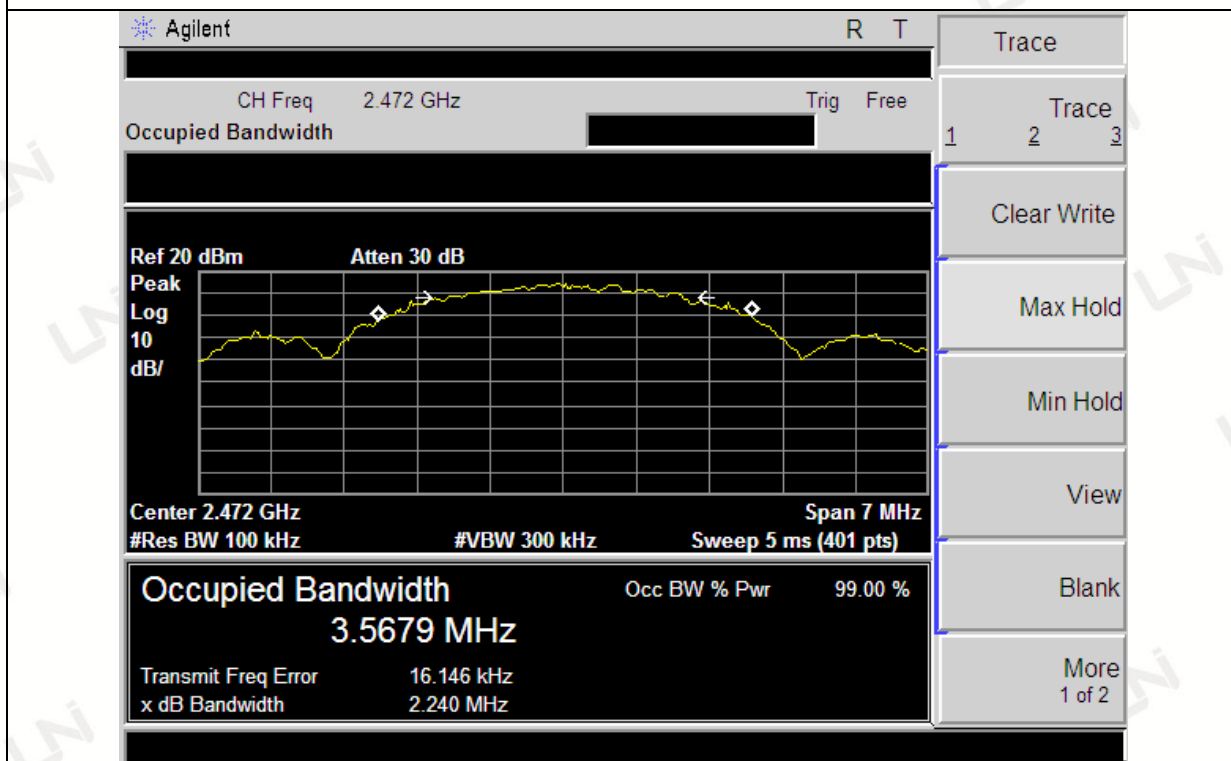 Agilent R T
CH Freq 2.472 GHz Trig Free
Occupied Bandwidth
Ref 20 dBm Atten 30 dB
Peak
Log
10
dB/
Center 2.472 GHz Span 7 MHz
#Res BW 100 kHz #VBW 300 kHz Sweep 5 ms (401 pts)
Occupied Bandwidth Occ BW % Pwr 99.00 %
3.5679 MHz
Transmit Freq Error 16.146 kHz
x dB Bandwidth 2.240 MHz
Trace
Trace
1 2 3
Clear Write
Max Hold
Min Hold
View
Blank
More
1 of 2